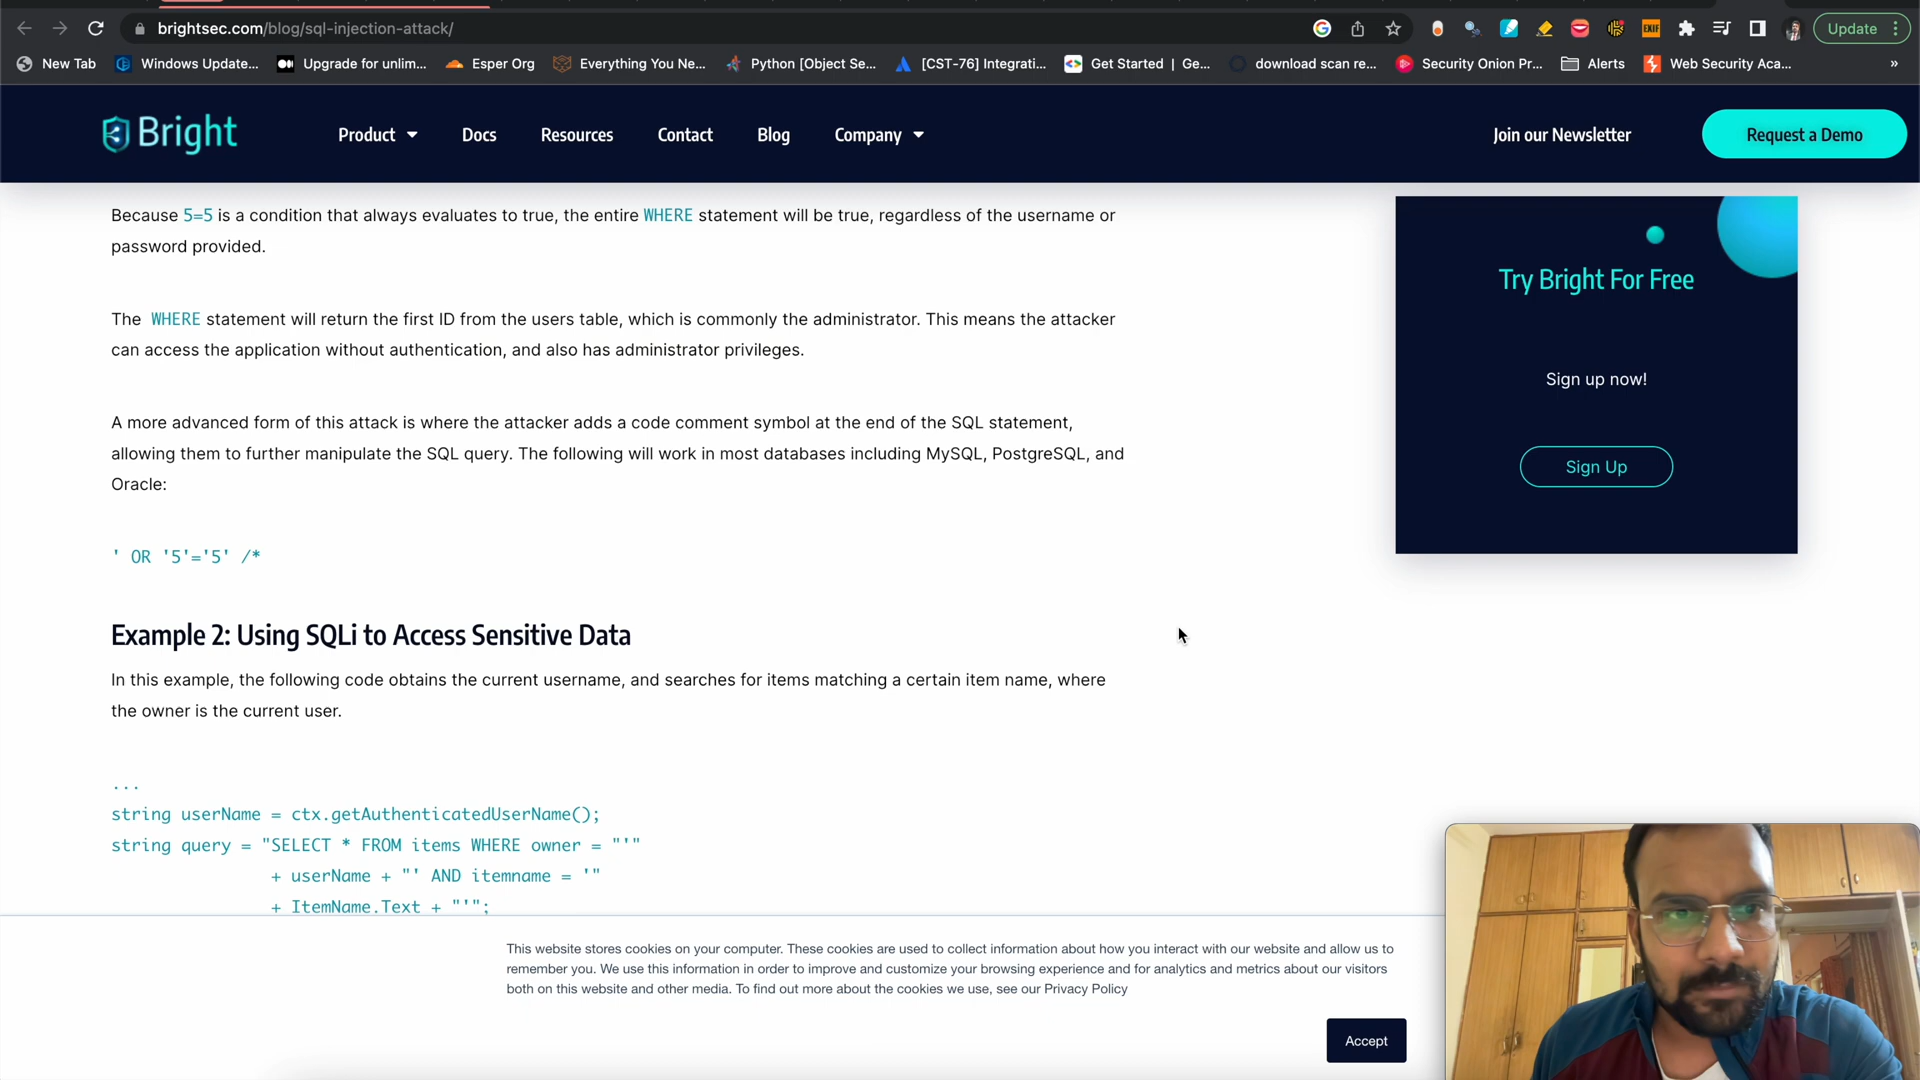 brightsec.com/blog/sql-injection-attack/
Update
New Tab
Windows Update...
Upgrade for unlim...
Esper Org
Everything You Ne...
Python [Object Se...
[CST-76] Integrati...
Get Started | Ge...
download scan re...
Security Onion Pr...
Alerts
Web Security Aca...
»
Bright
Product
Docs
Resources
Contact
Blog
Company
Join our Newsletter
Request a Demo
Because 5=5 is a condition that always evaluates to true, the entire WHERE statement will be true, regardless of the username or
password provided.
The WHERE statement will return the first ID from the users table, which is commonly the administrator. This means the attacker
can access the application without authentication, and also has administrator privileges.
A more advanced form of this attack is where the attacker adds a code comment symbol at the end of the SQL statement,
allowing them to further manipulate the SQL query. The following will work in most databases including MySQL, PostgreSQL, and
Oracle:
' OR '5'='5' /*
Example 2: Using SQLi to Access Sensitive Data
In this example, the following code obtains the current username, and searches for items matching a certain item name, where
the owner is the current user.
...
string userName = ctx.getAuthenticatedUserName();
string query = "SELECT * FROM items WHERE owner = "'"
+ userName + "' AND itemname = '"
+ ItemName.Text + "'";
Try Bright For Free
Sign up now!
Sign Up
This website stores cookies on your computer. These cookies are used to collect information about how you interact with our website and allow us to
remember you. We use this information in order to improve and customize your browsing experience and for analytics and metrics about our visitors
both on this website and other media. To find out more about the cookies we use, see our Privacy Policy
Accept